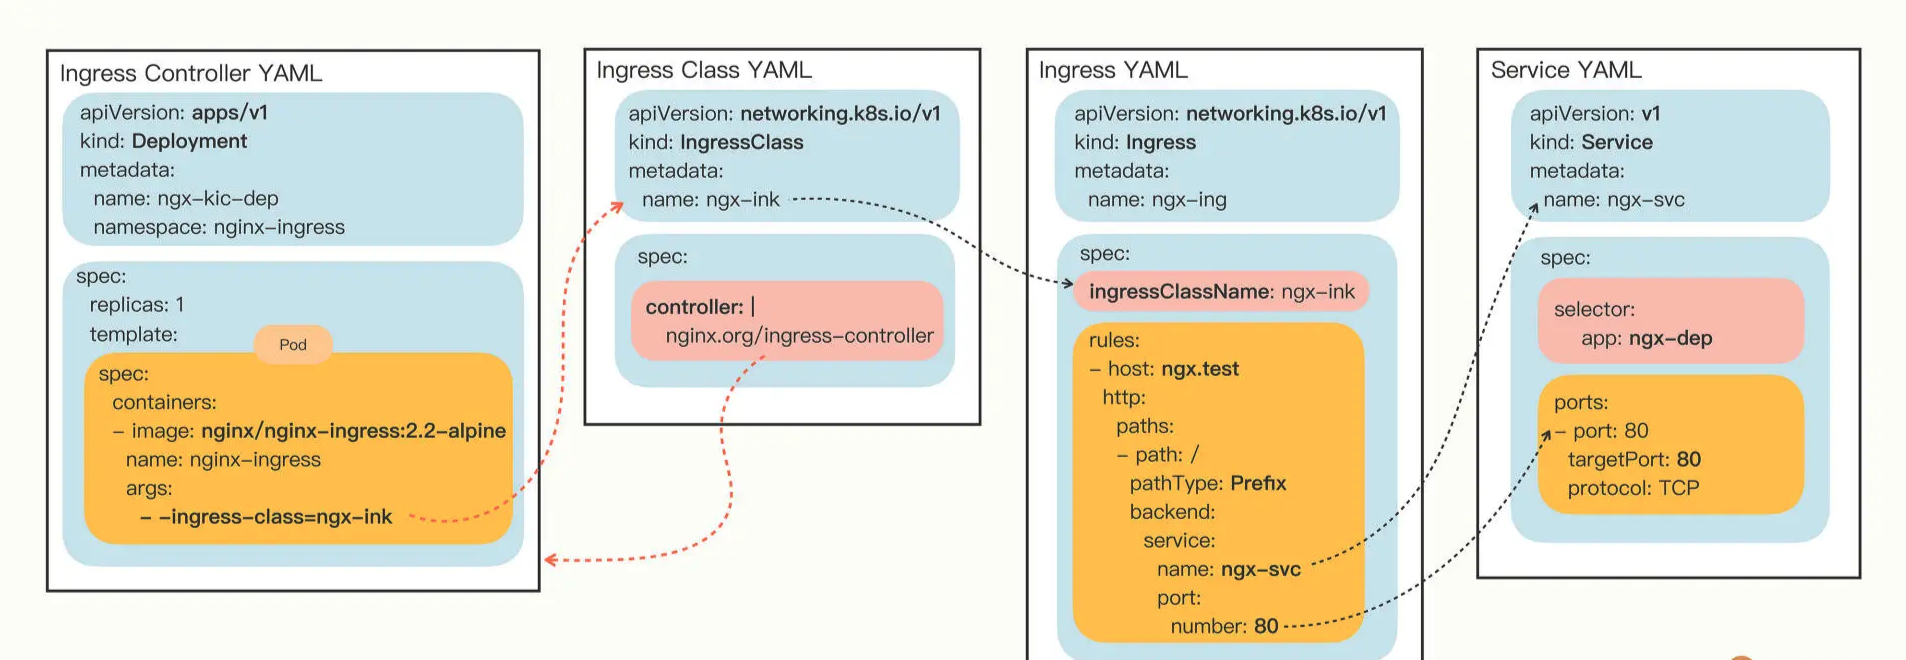 Ingress Controller YAML
apiVersion: apps/v1
kind: Deployment
metadata:
name: ngx-kic-dep
namespace: nginx-ingress
spec:
replicas: 1
template:
Pod
spec:
containers:
- image: nginx/nginx-ingress:2.2-alpine
name: nginx-ingress
args:
- -ingress-class=ngx-ink
Ingress Class YAML
apiVersion: networking.k8s.io/v1
kind: IngressClass
metadata:
name: ngx-ink
spec:
controller: |
nginx.org/ingress-controller
Ingress YAML
apiVersion: networking.k8s.io/v1
kind: Ingress
metadata:
name: ngx-ing
spec:
ingressClassName: ngx-ink
rules:
- host: ngx.test
http:
paths:
- path: /
pathType: Prefix
backend:
service:
name: ngx-svc
port:
number: 80
Service YAML
apiVersion: v1
kind: Service
metadata:
name: ngx-svc
spec:
selector:
app: ngx-dep
ports:
- port: 80
targetPort: 80
protocol: TCP